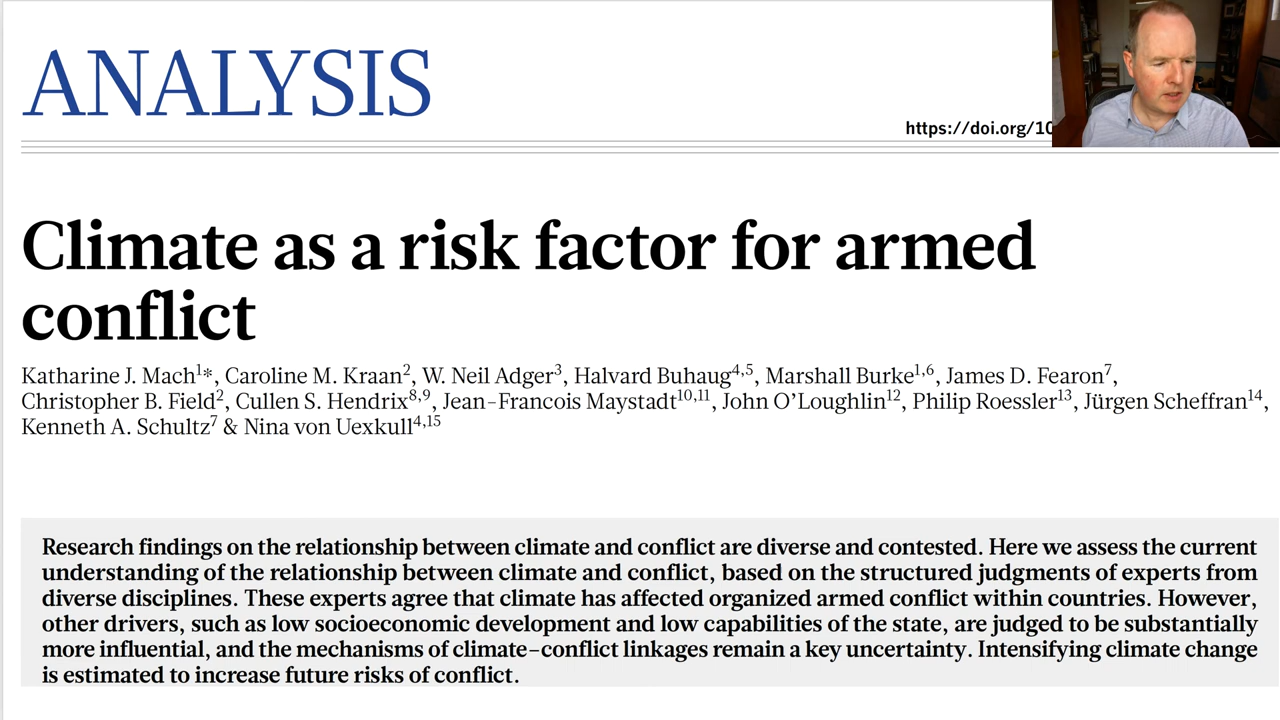 ANALYSIS
https://doi.org/10
Climate as a risk factor for armed
conflict
Katharine J. Mach1*, Caroline M. Kraan2, W. Neil Adger3, Halvard Buhaug4,5, Marshall Burke1,6, James D. Fearon7,
Christopher B. Field2, Cullen S. Hendrix8,9, Jean-Francois Maystadt10,11, John O'Loughlin12, Philip Roessler13, Jürgen Scheffran14,
Kenneth A. Schultz7 & Nina von Uexkull4,15
Research findings on the relationship between climate and conflict are diverse and contested. Here we assess the current
understanding of the relationship between climate and conflict, based on the structured judgments of experts from
diverse disciplines. These experts agree that climate has affected organized armed conflict within countries. However,
other drivers, such as low socioeconomic development and low capabilities of the state, are judged to be substantially
more influential, and the mechanisms of climate–conflict linkages remain a key uncertainty. Intensifying climate change
is estimated to increase future risks of conflict.